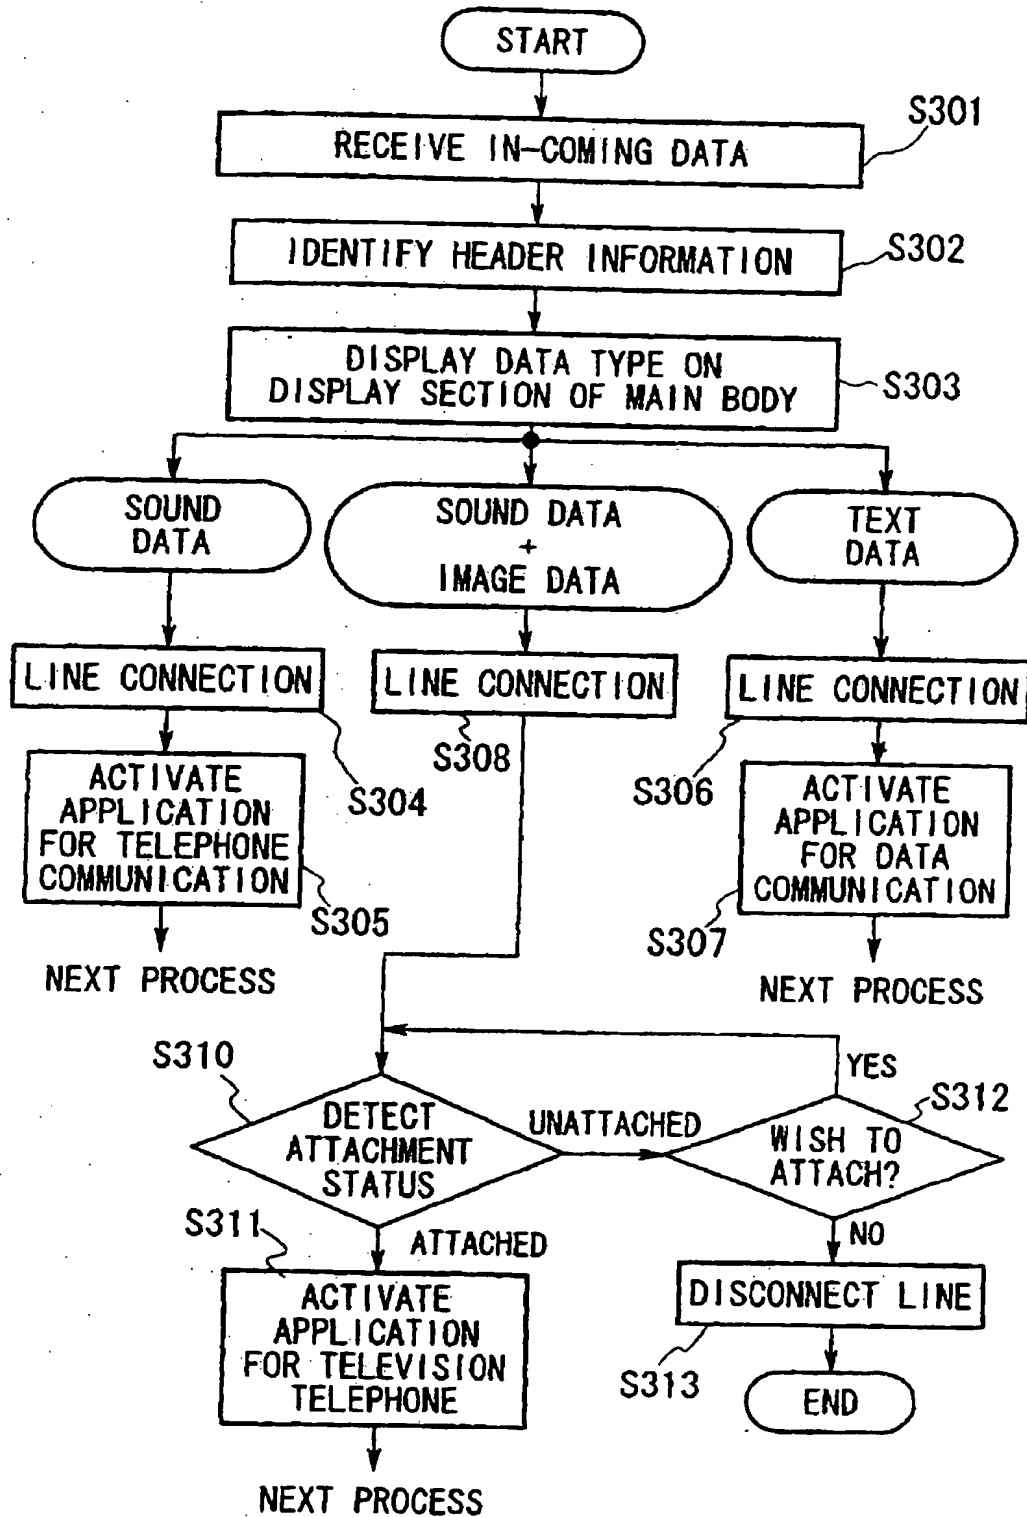 START
S301
RECEIVE IN-COMING DATA
S302
IDENTIFY HEADER INFORMATION
DISPLAY DATA TYPE ON
DISPLAY SECTION OF MAIN BODY
S303
SOUND
DATA
SOUND DATA
+
IMAGE DATA
TEXT
DATA
LINE CONNECTION
LINE CONNECTION
LINE CONNECTION
S304
S308
S306
ACTIVATE
APPLICATION
FOR TELEPHONE
COMMUNICATION
S305
ACTIVATE
APPLICATION
FOR DATA
COMMUNICATION
S307
NEXT PROCESS
NEXT PROCESS
S310
DETECT
ATTACHMENT
STATUS
UNATTACHED
YES
S312
WISH TO
ATTACH?
S311
ATTACHED
NO
ACTIVATE
APPLICATION
FOR TELEVISION
TELEPHONE
DISCONNECT LINE
S313
END
NEXT PROCESS